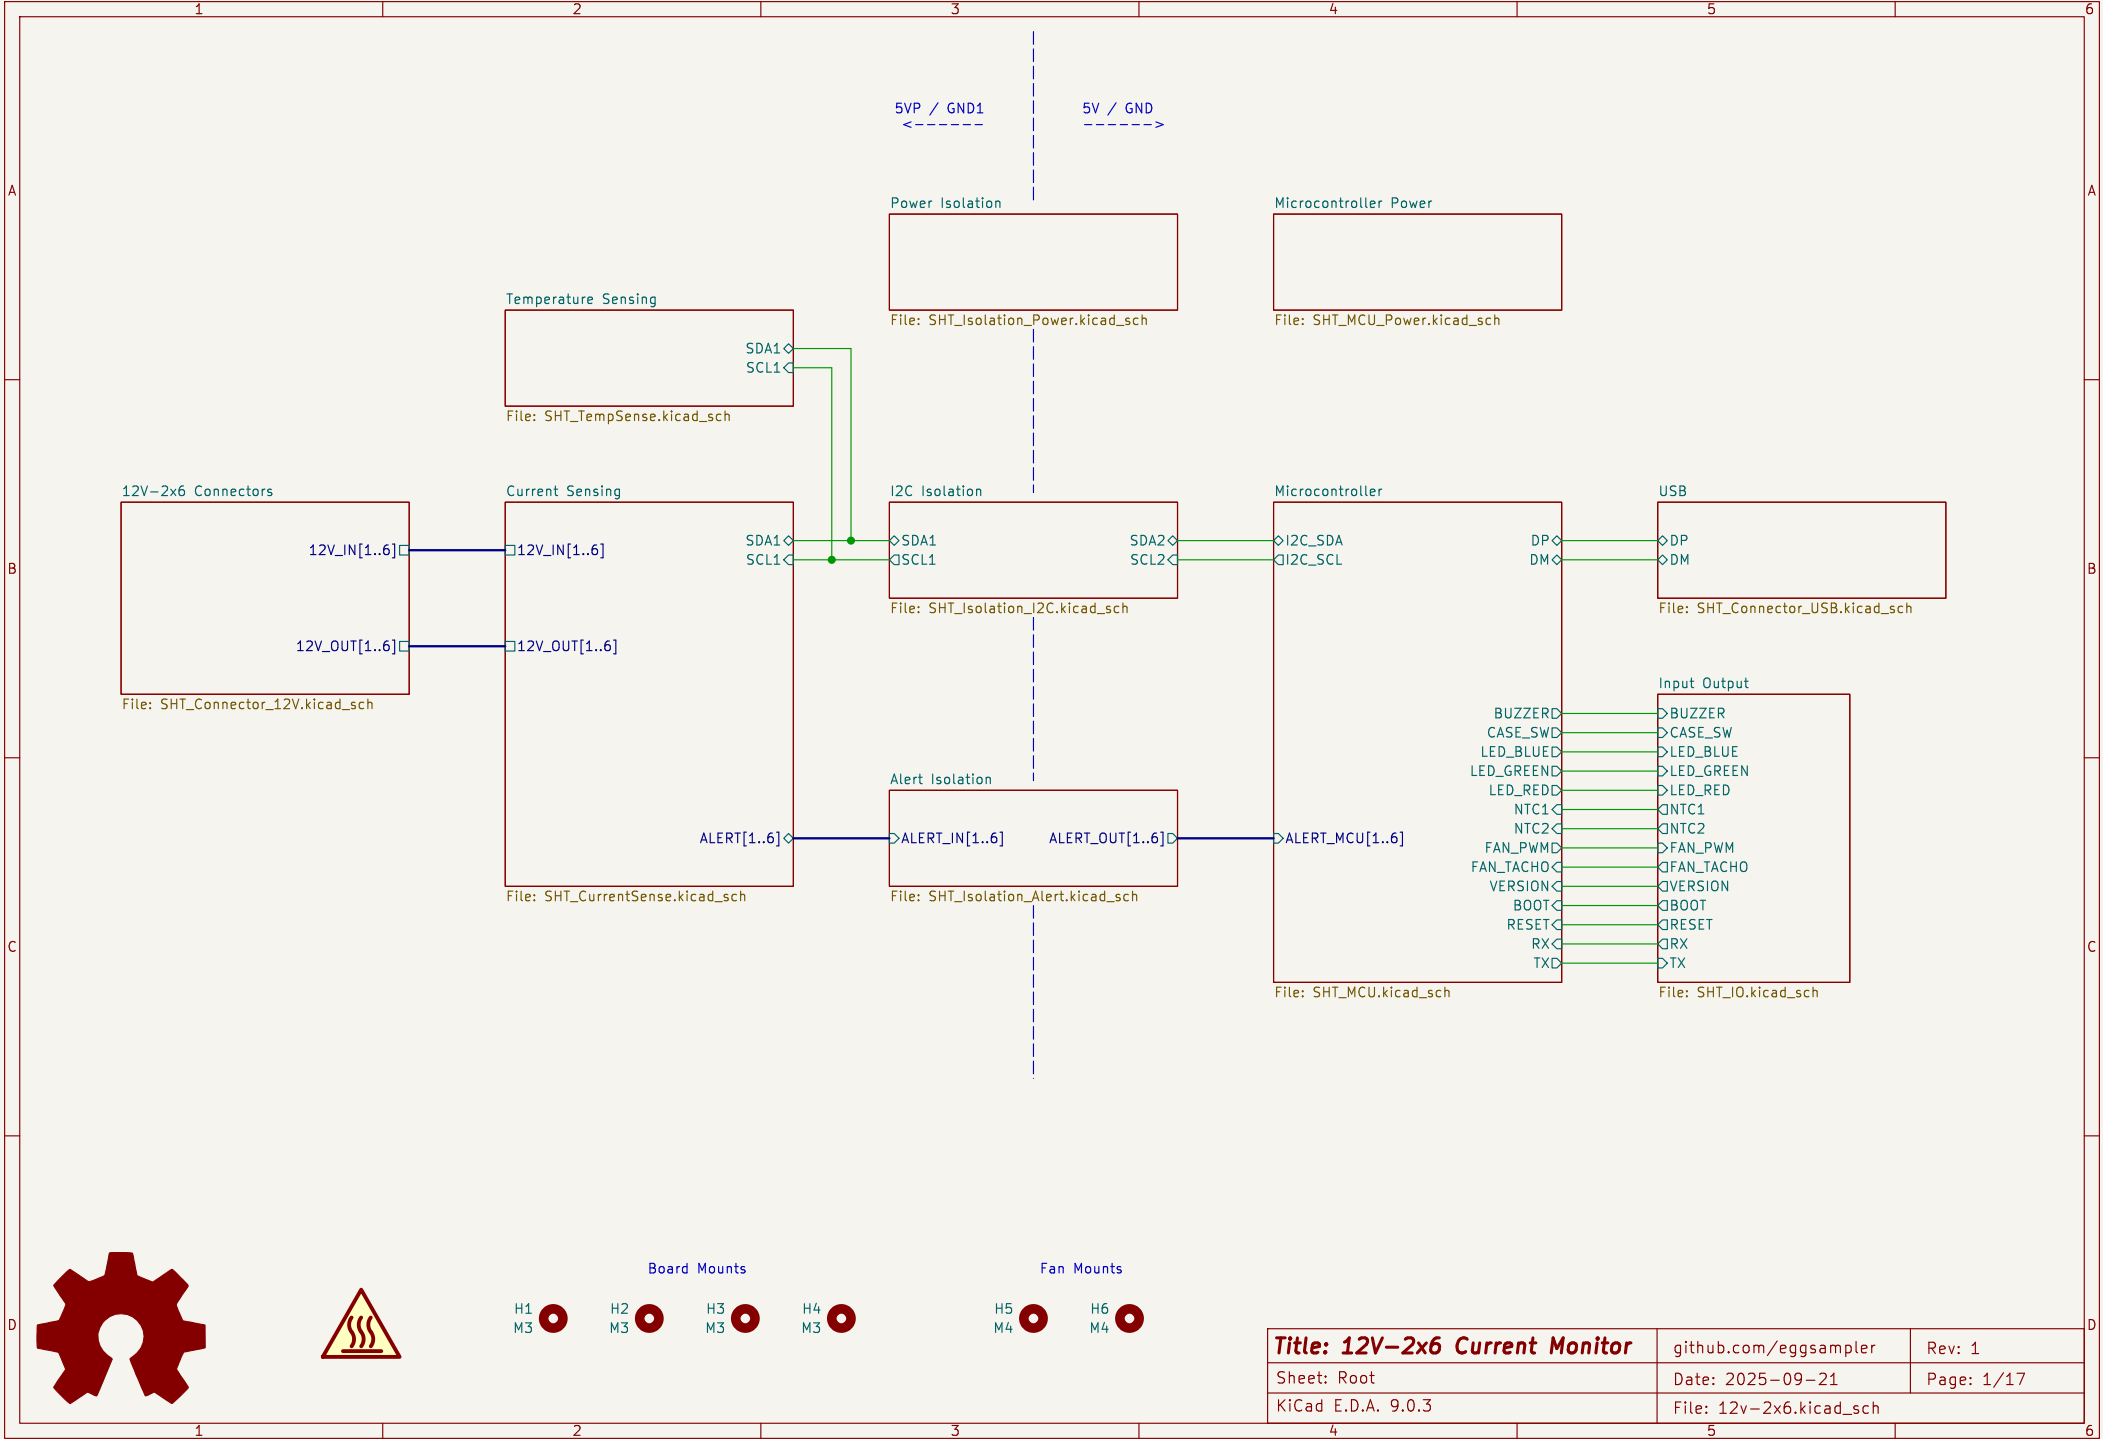 1 2 3 4 5 6
5VP / GND1
<------
5V / GND
------>
A A
Power Isolation
File: SHT_Isolation_Power.kicad_sch
Microcontroller Power
File: SHT_MCU_Power.kicad_sch
Temperature Sensing
SDA1
SCL1
File: SHT_TempSense.kicad_sch
12V-2x6 Connectors
12V_IN[1..6]
12V_OUT[1..6]
File: SHT_Connector_12V.kicad_sch
Current Sensing
12V_IN[1..6]
SDA1
SCL1
12V_OUT[1..6]
ALERT[1..6]
File: SHT_CurrentSense.kicad_sch
I2C Isolation
SDA1 SDA2
SCL1 SCL2
File: SHT_Isolation_I2C.kicad_sch
Alert Isolation
ALERT_IN[1..6] ALERT_OUT[1..6]
File: SHT_Isolation_Alert.kicad_sch
Microcontroller
I2C_SDA DP
I2C_SCL DM
BUZZER
CASE_SW
LED_BLUE
LED_GREEN
LED_RED
NTC1
NTC2
ALERT_MCU[1..6]
FAN_PWM
FAN_TACHO
VERSION
BOOT
RESET
RX
TX
File: SHT_MCU.kicad_sch
USB
DP
DM
File: SHT_Connector_USB.kicad_sch
Input Output
BUZZER
CASE_SW
LED_BLUE
LED_GREEN
LED_RED
NTC1
NTC2
FAN_PWM
FAN_TACHO
VERSION
BOOT
RESET
RX
TX
File: SHT_IO.kicad_sch
B B
C C
Board Mounts
H1 H2 H3 H4
M3 M3 M3 M3
Fan Mounts
H5 H6
M4 M4
D D
Title: 12V-2x6 Current Monitor
github.com/eggsampler
Rev: 1
Sheet: Root
Date: 2025-09-21
Page: 1/17
KiCad E.D.A. 9.0.3
File: 12v-2x6.kicad_sch
1 2 3 4 5 6